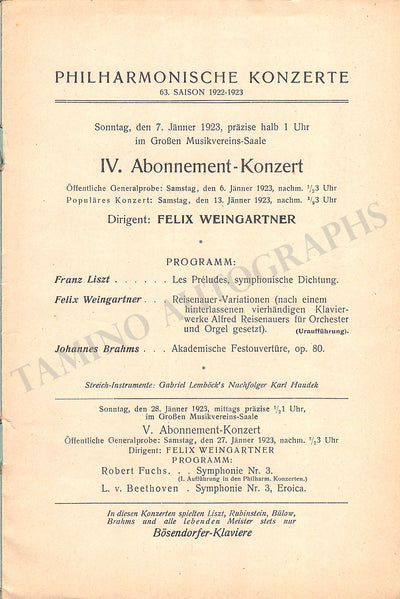 PHILHARMONISCHE KONZERTE
63. SAISON 1922-1923
Sonntag, den 7. Jänner 1923, präzise halb 1 Uhr
im Großen Musikvereins-Saale
IV. Abonnement-Konzert
Öffentliche Generalprobe: Samstag, den 6. Jänner 1923, nachm. 1/23 Uhr
Populäres Konzert: Samstag, den 13. Jänner 1923, nachm. 1/23 Uhr
Dirigent: FELIX WEINGARTNER
*
PROGRAMM:
Franz Liszt . . . . . . Les Préludes, symphonische Dichtung.
Felix Weingartner . . Reisenauer-Variationen (nach einem
hinterlassenen vierhändigen Klavier-
werke Alfred Reisenauers für Orchester
und Orgel gesetzt). (Uraufführung).
Johannes Brahms . . . Akademische Festouvertüre, op. 80.
*
Streich-Instrumente: Gabriel Lemböck's Nachfolger Karl Haudek
Sonntag, den 28. Jänner 1923, mittags präzise 1/21 Uhr,
im Großen Musikvereins-Saale
V. Abonnement-Konzert
Öffentliche Generalprobe: Samstag, den 27. Jänner 1923, nachm. 1/23 Uhr
Dirigent: FELIX WEINGARTNER
PROGRAMM:
Robert Fuchs. . . Symphonie Nr. 3.
(1. Aufführung in den Philharm. Konzerten.)
L. v. Beethoven . Symphonie Nr. 3, Eroica.
In diesen Konzerten spielten Liszt, Rubinstein, Bülow,
Brahms und alle lebenden Meister stets nur
Bösendorfer-Klaviere
TAMINO AUTOGRAPHS